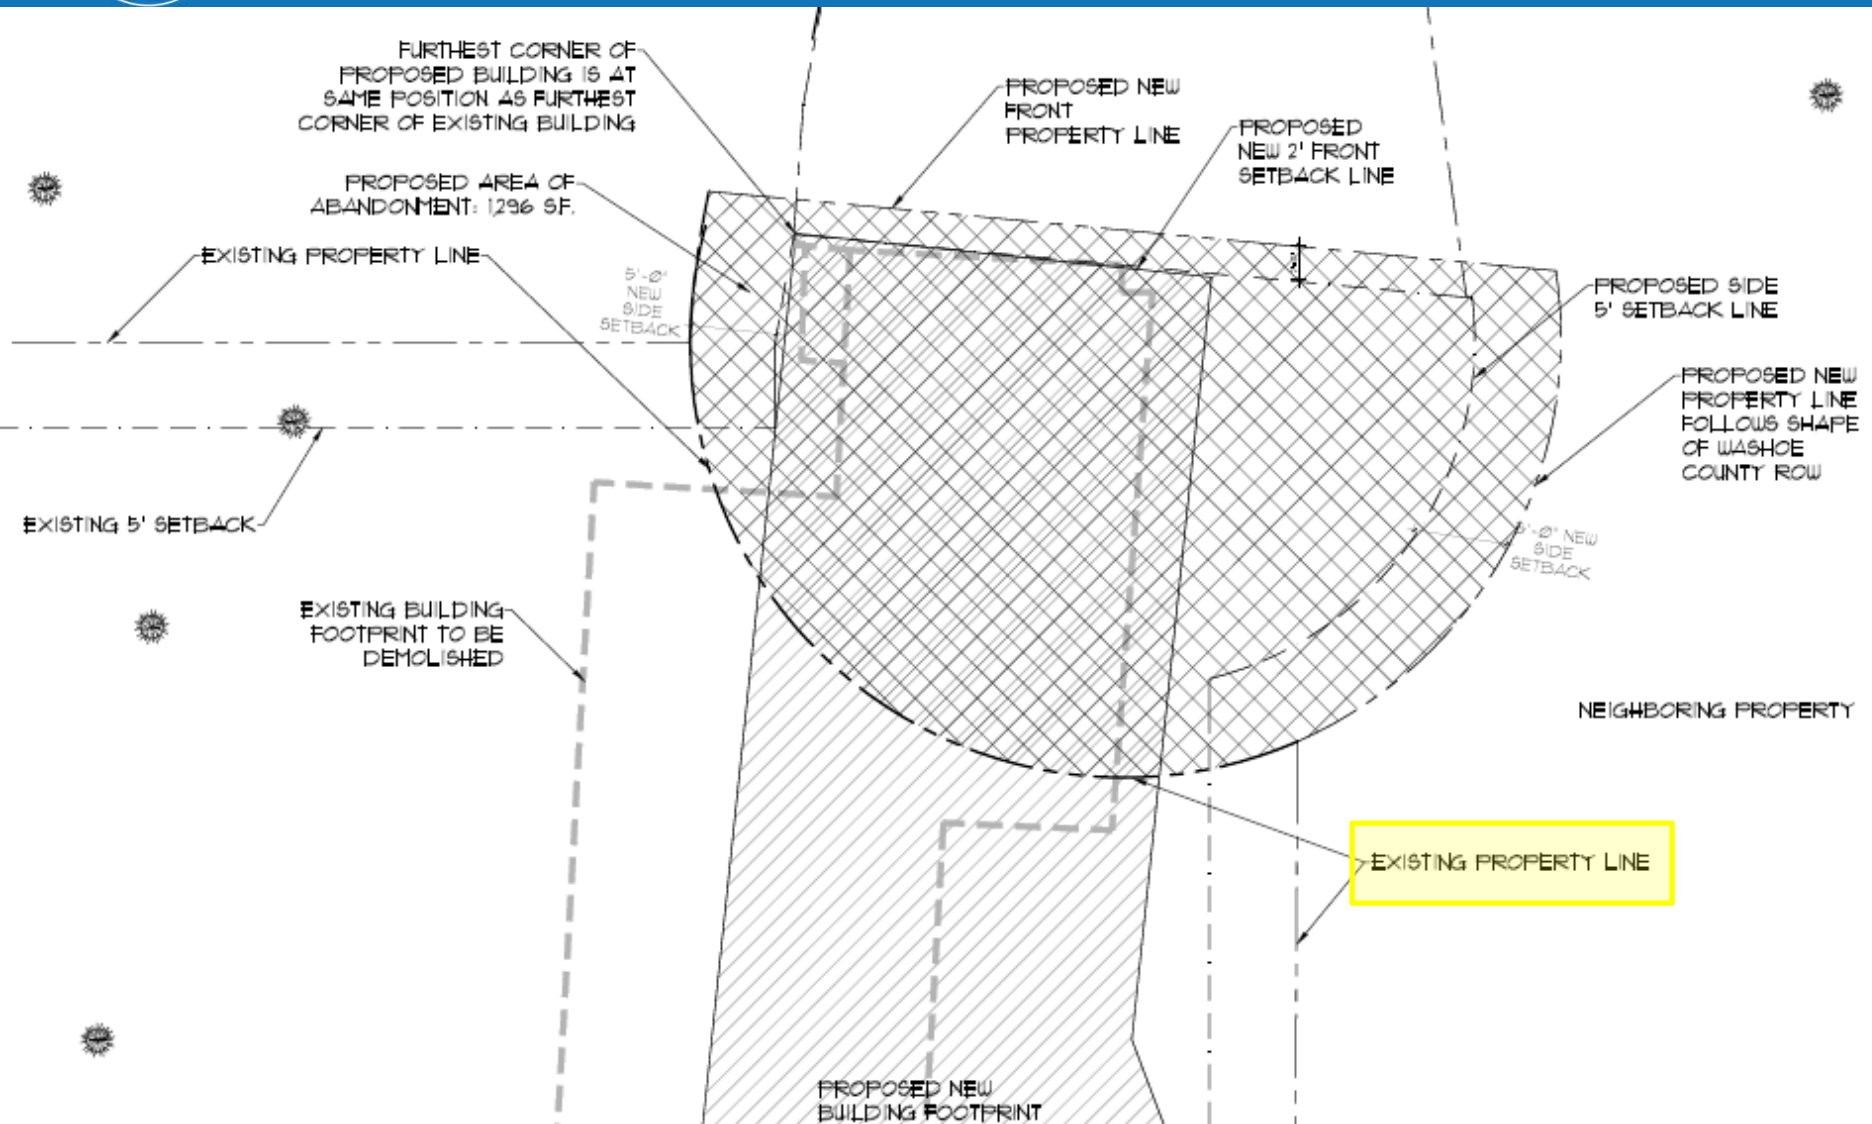 FURTHEST CORNER OF
PROPOSED BUILDING IS AT
SAME POSITION AS FURTHEST
CORNER OF EXISTING BUILDING
PROPOSED NEW
FRONT
PROPERTY LINE
PROPOSED
NEW 2' FRONT
SETBACK LINE
PROPOSED AREA OF
ABANDONMENT: 1,296 S.F.
EXISTING PROPERTY LINE
5'-0"
NEW
SIDE
SETBACK
PROPOSED SIDE
5' SETBACK LINE
PROPOSED NEW
PROPERTY LINE
FOLLOWS SHAPE
OF WASHOE
COUNTY ROW
EXISTING 5' SETBACK
5'-0" NEW
SIDE
SETBACK
EXISTING BUILDING
FOOTPRINT TO BE
DEMOLISHED
NEIGHBORING PROPERTY
EXISTING PROPERTY LINE
PROPOSED NEW
BUILDING FOOTPRINT